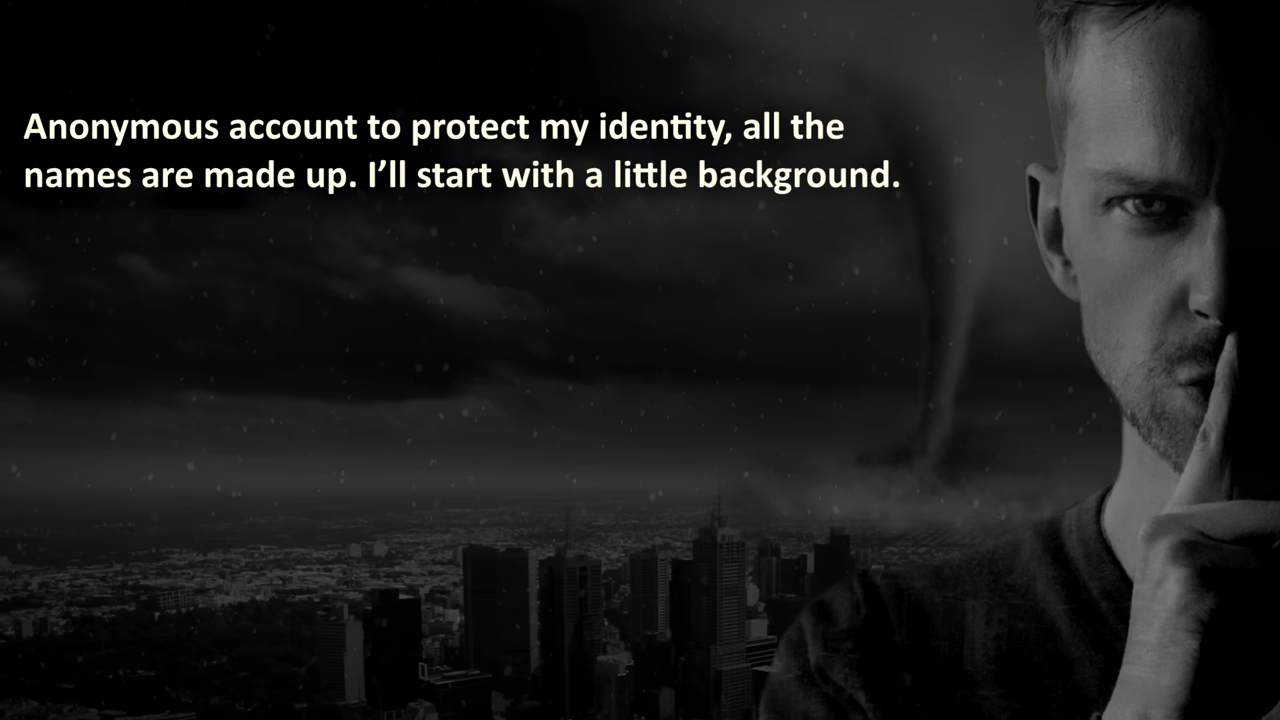 Anonymous account to protect my identity, all the
names are made up. I’ll start with a little background.